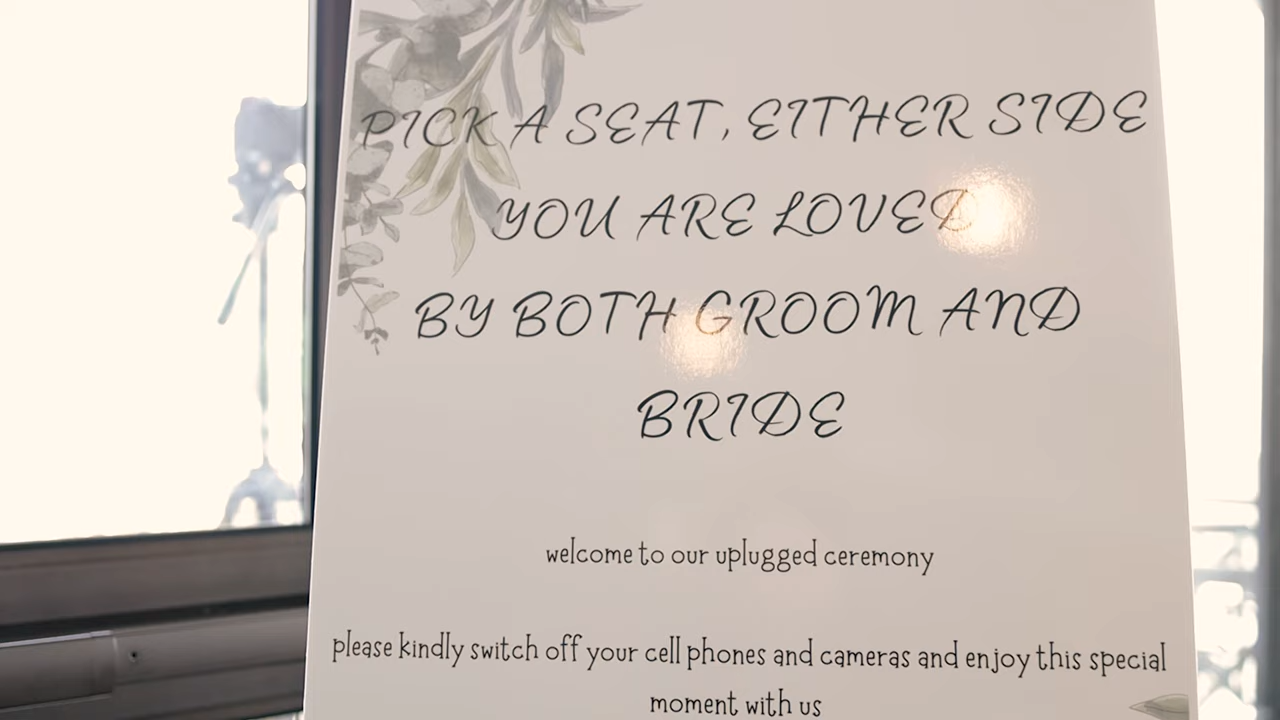 PICK A SEAT, EITHER SIDE
YOU ARE LOVED
BY BOTH GROOM AND
BRIDE
welcome to our uplugged ceremony
please kindly switch off your cell phones and cameras and enjoy this special
moment with us